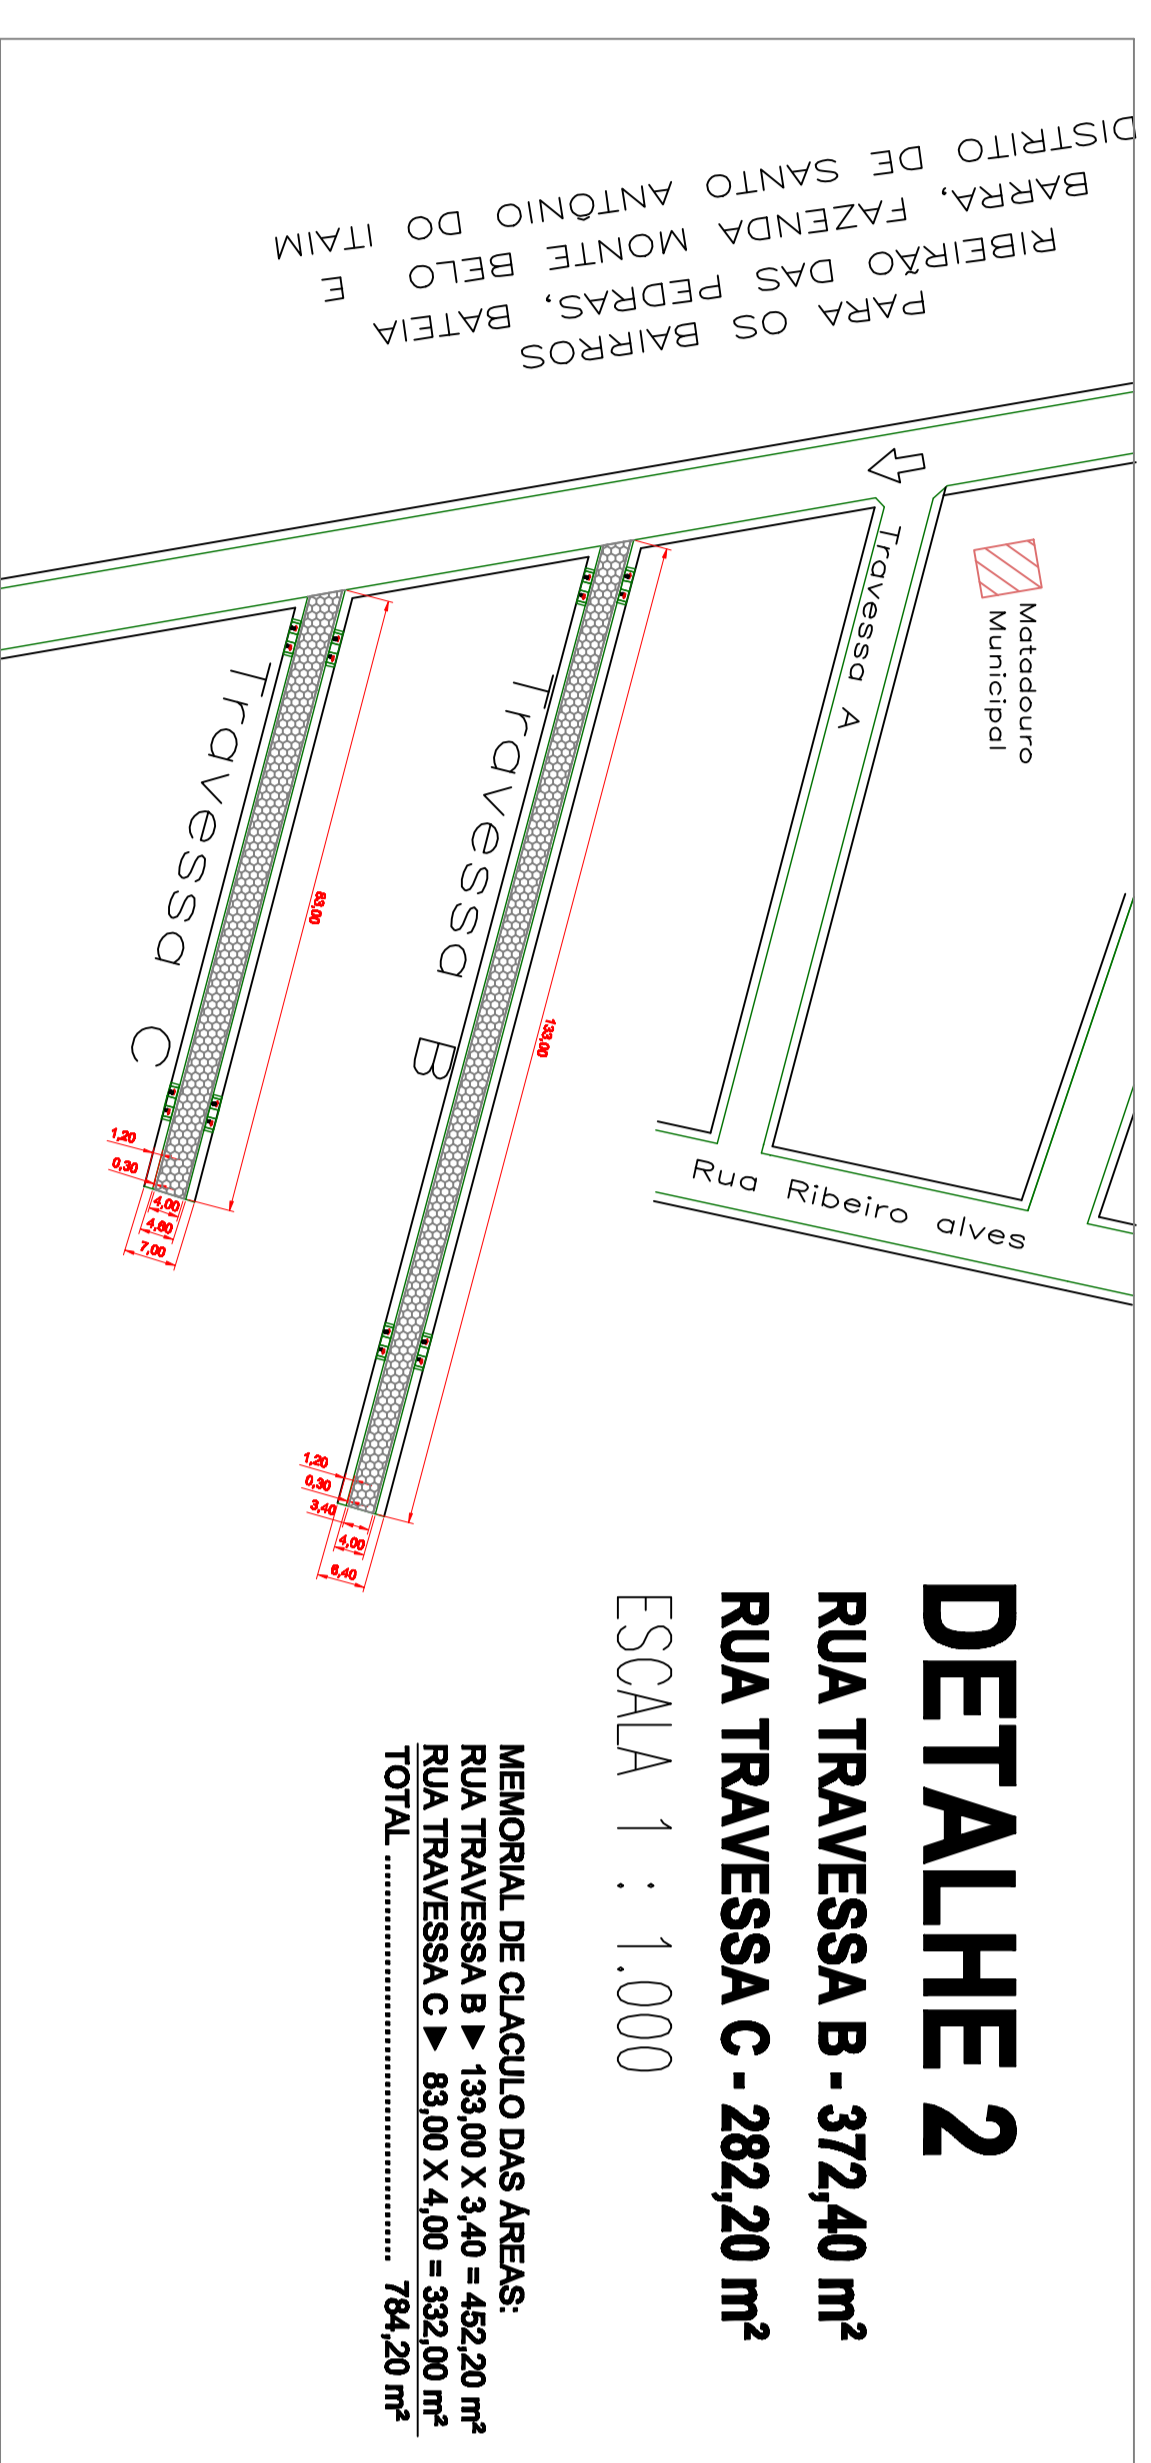 DETALHE 2
RUA TRAVESSA B - 372,40 m²
RUA TRAVESSA C - 282,20 m²
ESCALA 1 : 1.000
MEMORIAL DE CLACULO DAS ÁREAS:
RUA TRAVESSA B ► 133,00 X 3,40 = 452,20 m²
RUA TRAVESSA C ► 83,00 X 4,00 = 332,00 m²
TOTAL ........................................... 784,20 m²
PARA OS BAIRROS
RIBEIRÃO DAS PEDRAS, BATEIA
BARRA, FAZENDA MONTE BELO E
DISTRITO DE SANTO ANTÔNIO DO ITAIM
Matadouro
Municipal
Travessa A
Rua Ribeiro alves
Travessa B
133,00
1,20
0,30
3,40
4,00
6,40
Travessa C
83,00
1,20
0,30
4,00
4,60
7,00